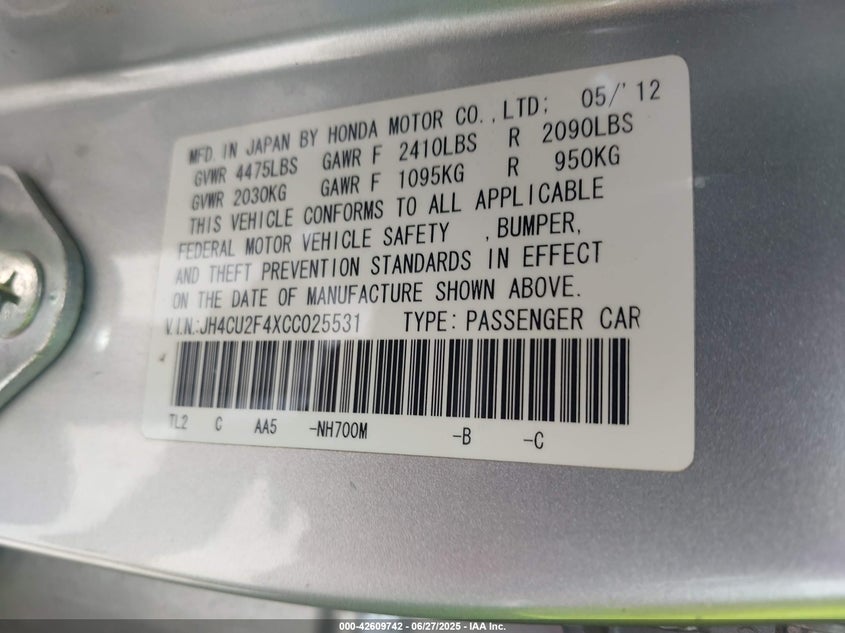 MFD. IN JAPAN BY HONDA MOTOR CO., LTD; 05/'12
GVWR 4475LBS GAWR F 2410LBS R 2090LBS
GVWR 2030KG GAWR F 1095KG R 950KG
THIS VEHICLE CONFORMS TO ALL APPLICABLE
FEDERAL MOTOR VEHICLE SAFETY , BUMPER,
AND THEFT PREVENTION STANDARDS IN EFFECT
ON THE DATE OF MANUFACTURE SHOWN ABOVE.
V.I.N.:JH4CU2F4XCC025531 TYPE: PASSENGER CAR
TL2 C AA5 -NH700M -B -C
000-42609742 - 06/27/2025 - IAA Inc.